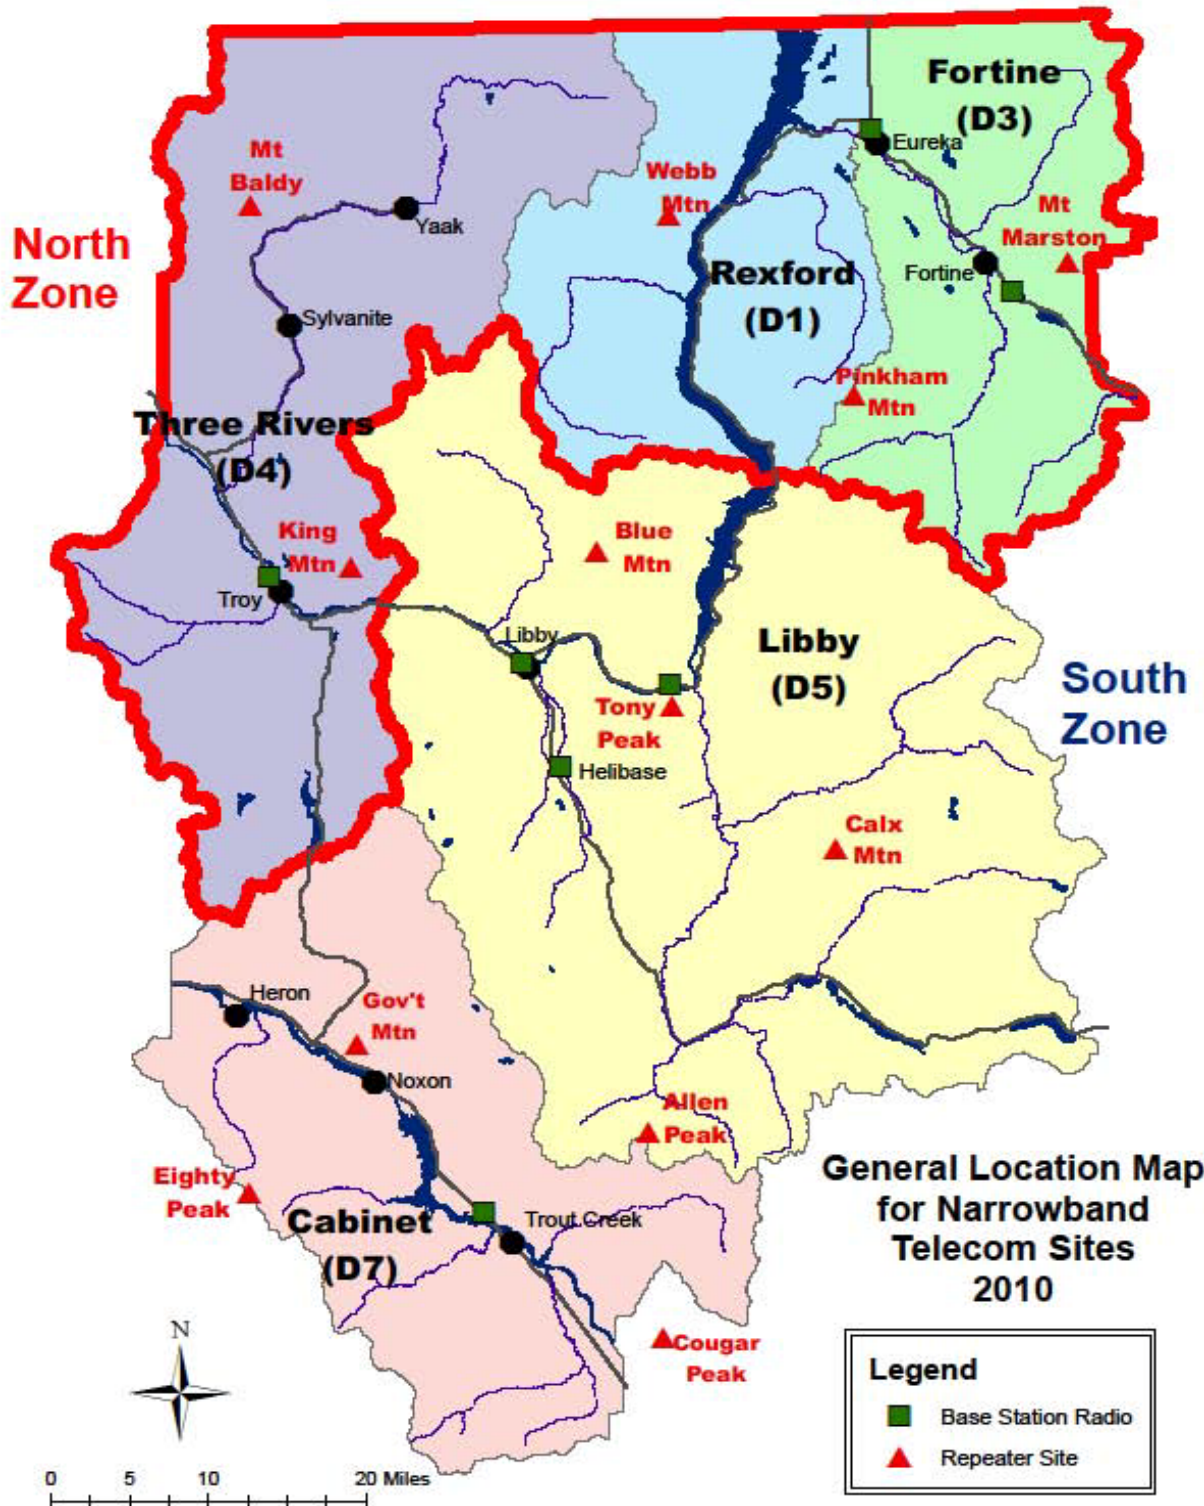 Fortine
(D3)
Eureka
Mt
Baldy
Webb
Mtn
Yaak
Mt
Marston
North
Zone
Rexford
(D1)
Fortine
Sylvanite
Pinkham
Mtn
Three Rivers
(D4)
King
Mtn
Blue
Mtn
Troy
Libby
Libby
(D5)
South
Zone
Tony
Peak
Helibase
Calx
Mtn
Heron
Gov't
Mtn
Noxon
Allen
Peak
Eighty
Peak
Cabinet
(D7)
Trout Creek
General Location Map
for Narrowband
Telecom Sites
2010
Cougar
Peak
N
Legend
Base Station Radio
Repeater Site
0 5 10 20 Miles